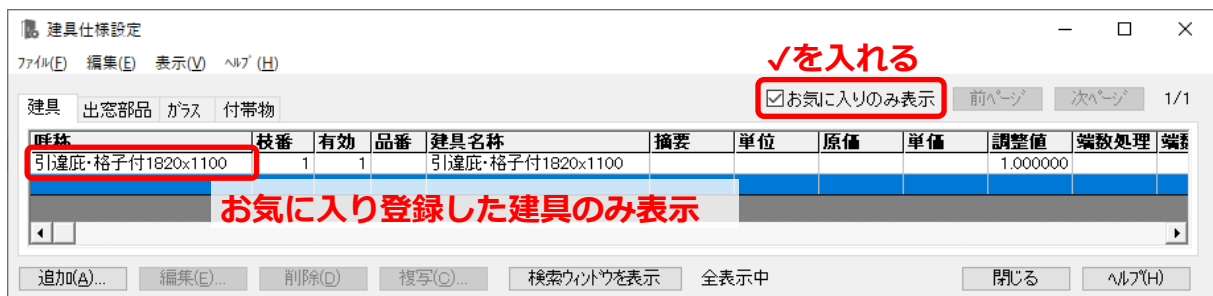 建具仕様設定
ﾌｧｲﾙ(F) 編集(E) 表示(V) ﾍﾙﾌﾟ(H)
✓を入れる
建具 出窓部品 ｶﾞﾗｽ 付帯物 ☑お気に入りのみ表示 前ﾍﾟｰｼﾞ 次ﾍﾟｰｼﾞ 1/1
呼称 枝番 有効 品番 建具名称 摘要 単位 原価 単価 調整値 端数処理
引違庇・格子付1820x1100 1 1 引違庇・格子付1820x1100 1.000000
お気に入り登録した建具のみ表示
追加(A)... 編集(E)... 削除(D) 複写(C)... 検索ｳｨﾝﾄﾞｳを表示 全表示中 閉じる ﾍﾙﾌﾟ(H)